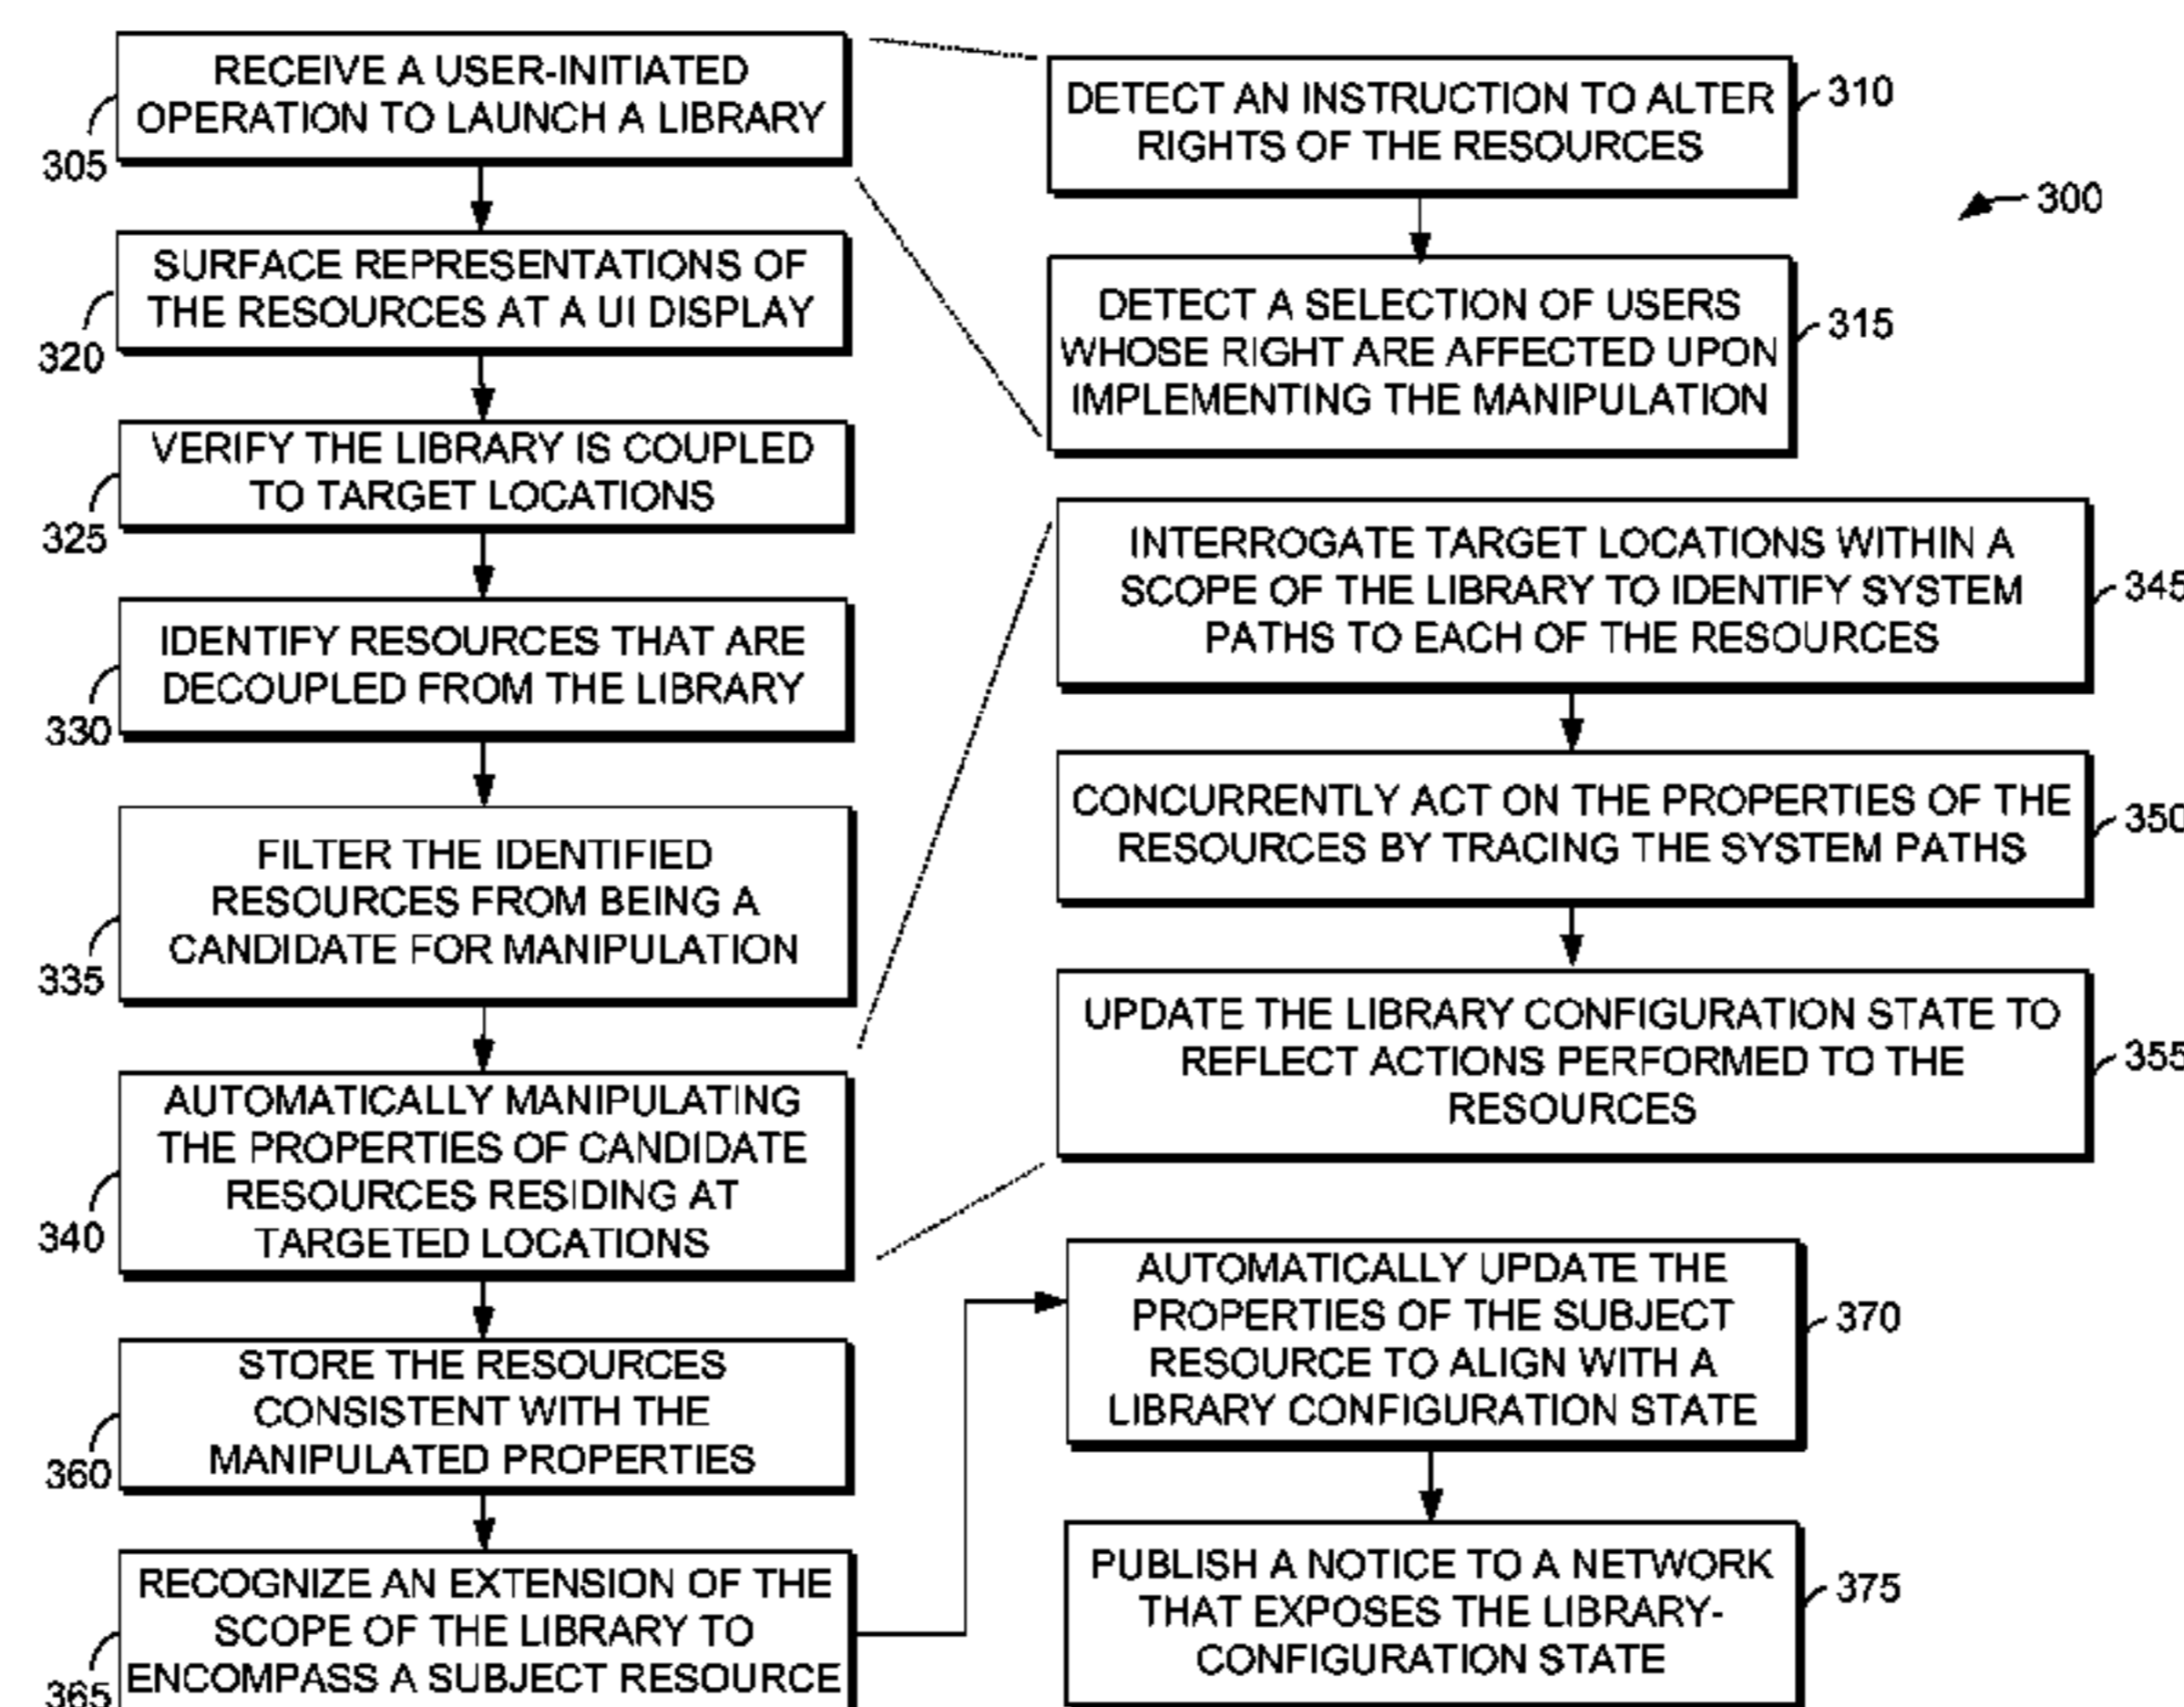 RECEIVE A USER-INITIATED
OPERATION TO LAUNCH A LIBRARY
305
SURFACE REPRESENTATIONS OF
THE RESOURCES AT A UI DISPLAY
320
VERIFY THE LIBRARY IS COUPLED
TO TARGET LOCATIONS
325
IDENTIFY RESOURCES THAT ARE
DECOUPLED FROM THE LIBRARY
330
FILTER THE IDENTIFIED
RESOURCES FROM BEING A
CANDIDATE FOR MANIPULATION
335
AUTOMATICALLY MANIPULATING
THE PROPERTIES OF CANDIDATE
RESOURCES RESIDING AT
TARGETED LOCATIONS
340
STORE THE RESOURCES
CONSISTENT WITH THE
MANIPULATED PROPERTIES
360
RECOGNIZE AN EXTENSION OF THE
SCOPE OF THE LIBRARY TO
ENCOMPASS A SUBJECT RESOURCE
365
DETECT AN INSTRUCTION TO ALTER
RIGHTS OF THE RESOURCES
310
300
DETECT A SELECTION OF USERS
WHOSE RIGHT ARE AFFECTED UPON
IMPLEMENTING THE MANIPULATION
315
INTERROGATE TARGET LOCATIONS WITHIN A
SCOPE OF THE LIBRARY TO IDENTIFY SYSTEM
PATHS TO EACH OF THE RESOURCES
345
CONCURRENTLY ACT ON THE PROPERTIES OF THE
RESOURCES BY TRACING THE SYSTEM PATHS
350
UPDATE THE LIBRARY CONFIGURATION STATE TO
REFLECT ACTIONS PERFORMED TO THE
RESOURCES
355
AUTOMATICALLY UPDATE THE
PROPERTIES OF THE SUBJECT
RESOURCE TO ALIGN WITH A
LIBRARY CONFIGURATION STATE
370
PUBLISH A NOTICE TO A NETWORK
THAT EXPOSES THE LIBRARY-
CONFIGURATION STATE
375